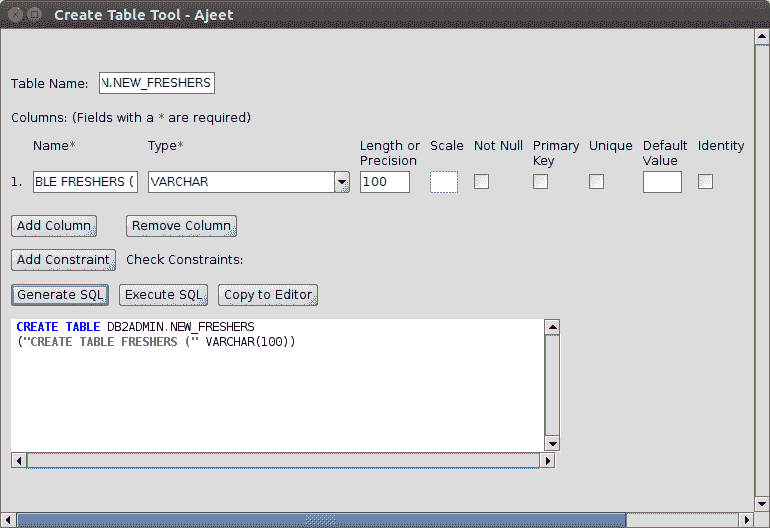 Create Table Tool - Ajeet
Table Name: N.NEW_FRESHERS
Columns: (Fields with a * are required)
Name* Type* Length or Precision Scale Not Null Primary Key Unique Default Value Identity
1. BLE FRESHERS ( VARCHAR 100
Add Column Remove Column
Add Constraint Check Constraints:
Generate SQL Execute SQL Copy to Editor
CREATE TABLE DB2ADMIN.NEW_FRESHERS
("CREATE TABLE FRESHERS (" VARCHAR(100))